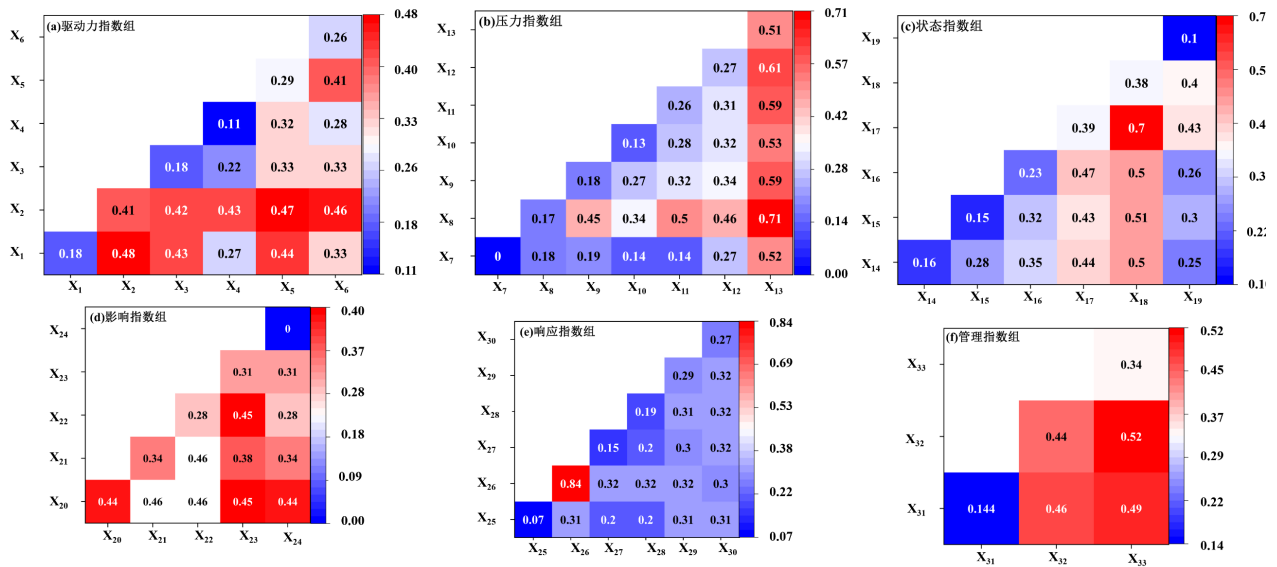 (a)驱动力指数组
X₆ 0.26
X₅ 0.29 0.41
X₄ 0.11 0.32 0.28
X₃ 0.18 0.22 0.33 0.33
X₂ 0.41 0.42 0.43 0.47 0.46
X₁ 0.18 0.48 0.43 0.27 0.44 0.33
X₁ X₂ X₃ X₄ X₅ X₆
0.48
0.40
0.33
0.26
0.18
0.11
(b)压力指数组
X₁₃ 0.51
X₁₂ 0.27 0.61
X₁₁ 0.26 0.31 0.59
X₁₀ 0.13 0.28 0.32 0.53
X₉ 0.18 0.27 0.32 0.34 0.59
X₈ 0.17 0.45 0.34 0.5 0.46 0.71
X₇ 0 0.18 0.19 0.14 0.14 0.27 0.52
X₇ X₈ X₉ X₁₀ X₁₁ X₁₂ X₁₃
0.71
0.57
0.42
0.28
0.14
0.00
(c)状态指数组
X₁₉ 0.1
X₁₈ 0.38 0.4
X₁₇ 0.39 0.7 0.43
X₁₆ 0.23 0.47 0.5 0.26
X₁₅ 0.15 0.32 0.43 0.51 0.3
X₁₄ 0.16 0.28 0.35 0.44 0.5 0.25
X₁₄ X₁₅ X₁₆ X₁₇ X₁₈ X₁₉
0.7
0.5
0.4
0.3
0.22
(d)影响指数组
X₂₄ 0
X₂₃ 0.31 0.31
X₂₂ 0.28 0.45 0.28
X₂₁ 0.34 0.46 0.38 0.34
X₂₀ 0.44 0.46 0.46 0.45 0.44
X₂₀ X₂₁ X₂₂ X₂₃ X₂₄
0.40
0.37
0.28
0.18
0.09
0.00
(e)响应指数组
X₃₀ 0.27
X₂₉ 0.29 0.32
X₂₈ 0.19 0.31 0.32
X₂₇ 0.15 0.2 0.3 0.32
X₂₆ 0.84 0.32 0.32 0.32 0.3
X₂₅ 0.07 0.31 0.2 0.2 0.31 0.31
X₂₅ X₂₆ X₂₇ X₂₈ X₂₉ X₃₀
0.84
0.69
0.53
0.38
0.22
0.07
(f)管理指数组
X₃₃ 0.34
X₃₂ 0.44 0.52
X₃₁ 0.144 0.46 0.49
X₃₁ X₃₂ X₃₃
0.52
0.45
0.37
0.29
0.22
0.14